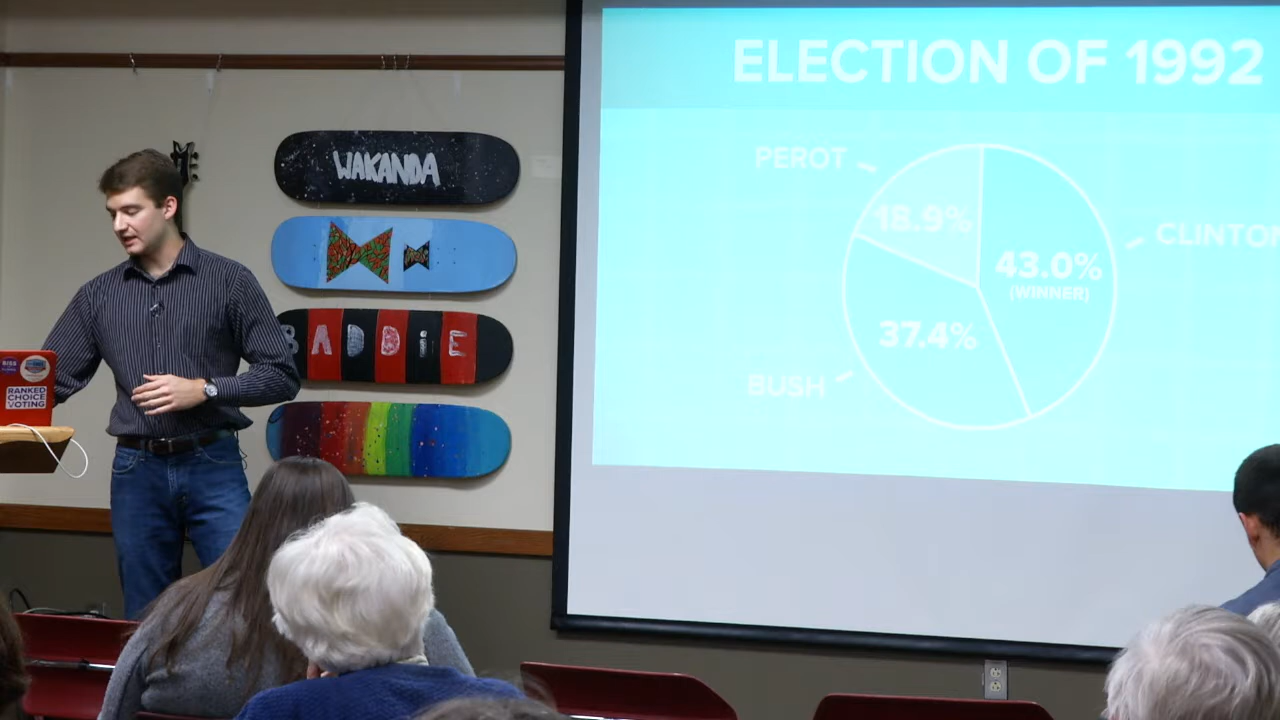 WAKANDA
BADDIE
RANKED
CHOICE
VOTING
ELECTION OF 1992
PEROT
18.9%
CLINTON
43.0%
(WINNER)
37.4%
BUSH